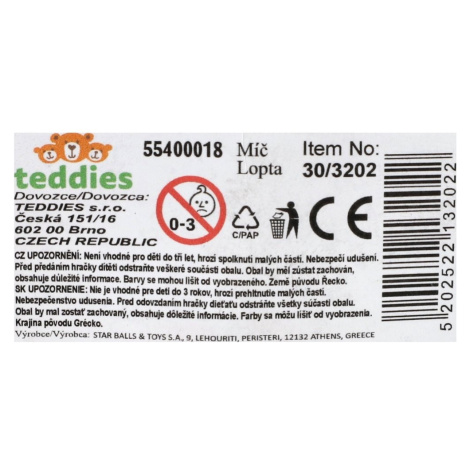 teddies
55400018
Míč
Lopta
Item No:
30/3202
Dovozce/Dovozca:
TEDDIES s.r.o.
Česká 151/16
602 00 Brno
CZECH REPUBLIC
0-3
C/PAP
CE
CZ UPOZORNĚNÍ: Není vhodné pro děti do tří let, hrozí spolknutí malých částí. Nebezpečí udušení.
Před předáním hračky dítěti odstraňte veškeré součásti obalu. Obal by měl zůstat zachován,
obsahuje důležité informace. Barvy se mohou lišit od vyobrazeného. Země původu Řecko.
SK UPOZORNENIE: Nie je vhodné pre deti do 3 rokov, hrozí prehltnutie malých částí.
Nebezpečenstvo udusenia. Pred odovzdaním hračky dieťaťu odstráňte všetky súčasti obalu.
Obal by mal zostať zachovaný, obsahuje dôležité informácie. Farby sa môžu líšiť od vyobrazenia.
Krajina pôvodu Grécko.
Výrobce/Výrobca: STAR BALLS & TOYS S.A., 9, LEHOURITI, PERISTERI, 12132 ATHENS, GREECE
5202522132022